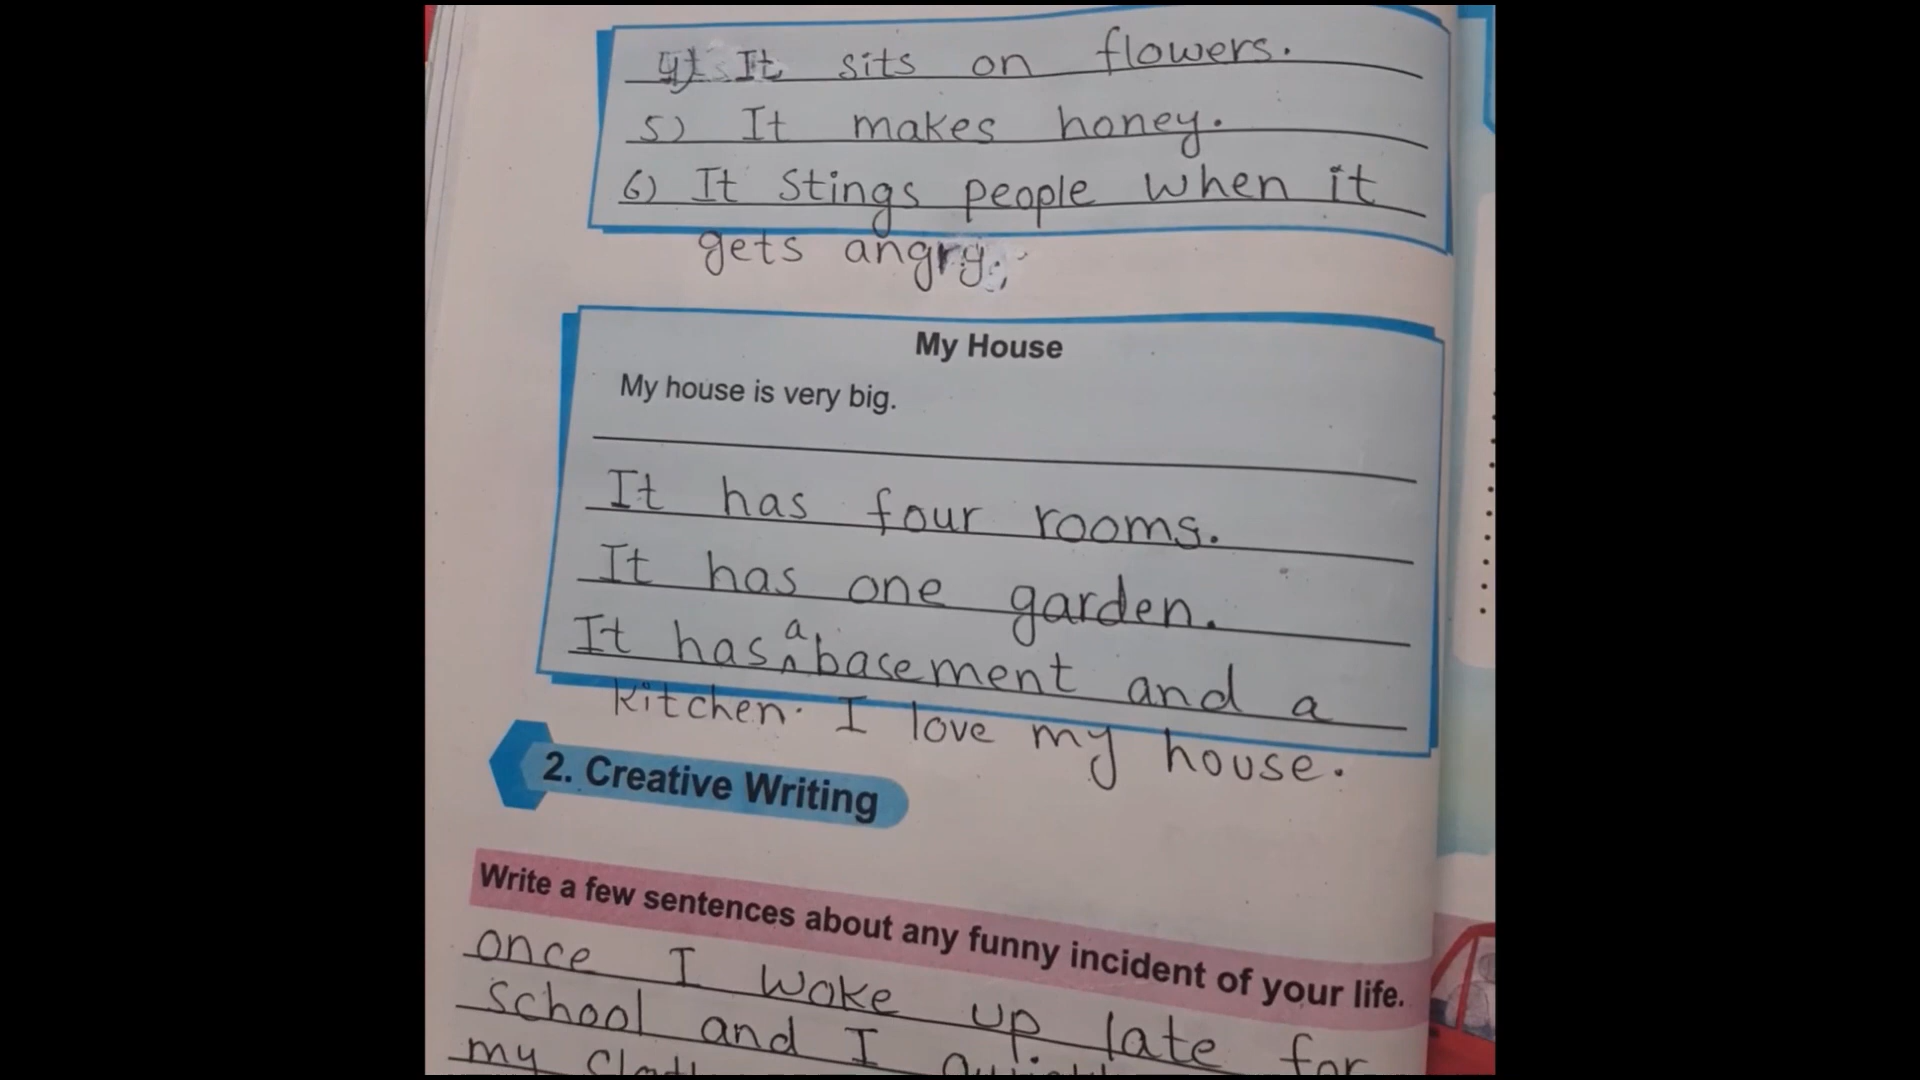 4) It sits on flowers.
5) It makes honey.
6) It Stings people when it
gets angry.
My House
My house is very big.
It has four rooms.
It has one garden.
It has a basement and a
kitchen. I love my house.
2. Creative Writing
Write a few sentences about any funny incident of your life.
once I woke up late for
school and I
my